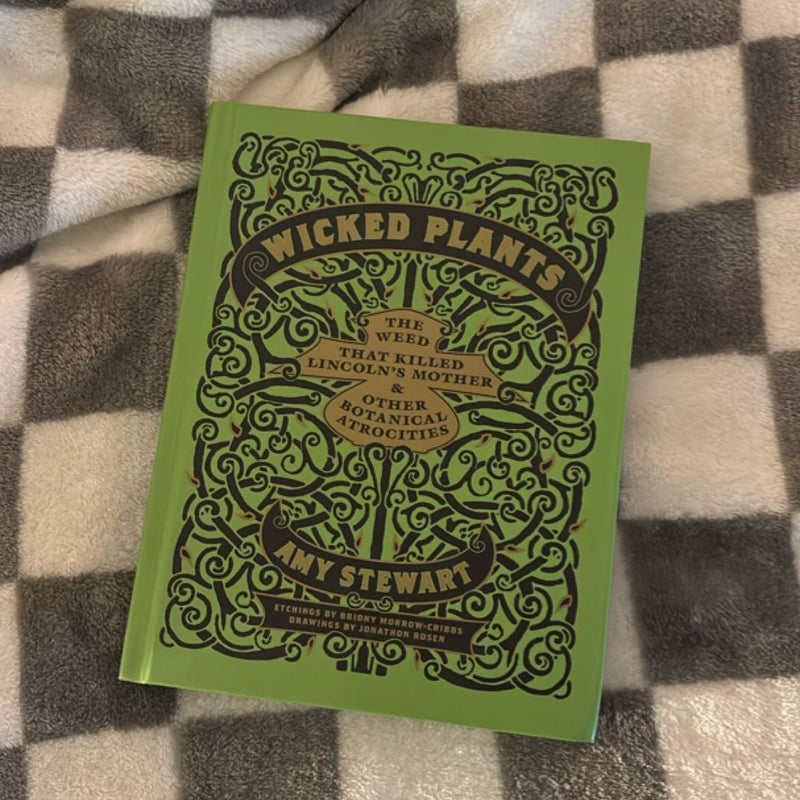 WICKED PLANTS
THE
WEED
THAT KILLED
LINCOLN'S MOTHER
&
OTHER
BOTANICAL
ATROCITIES
AMY STEWART
ETCHINGS BY BRIONY MORROW-CRIBBS
DRAWINGS BY JONATHON ROSEN